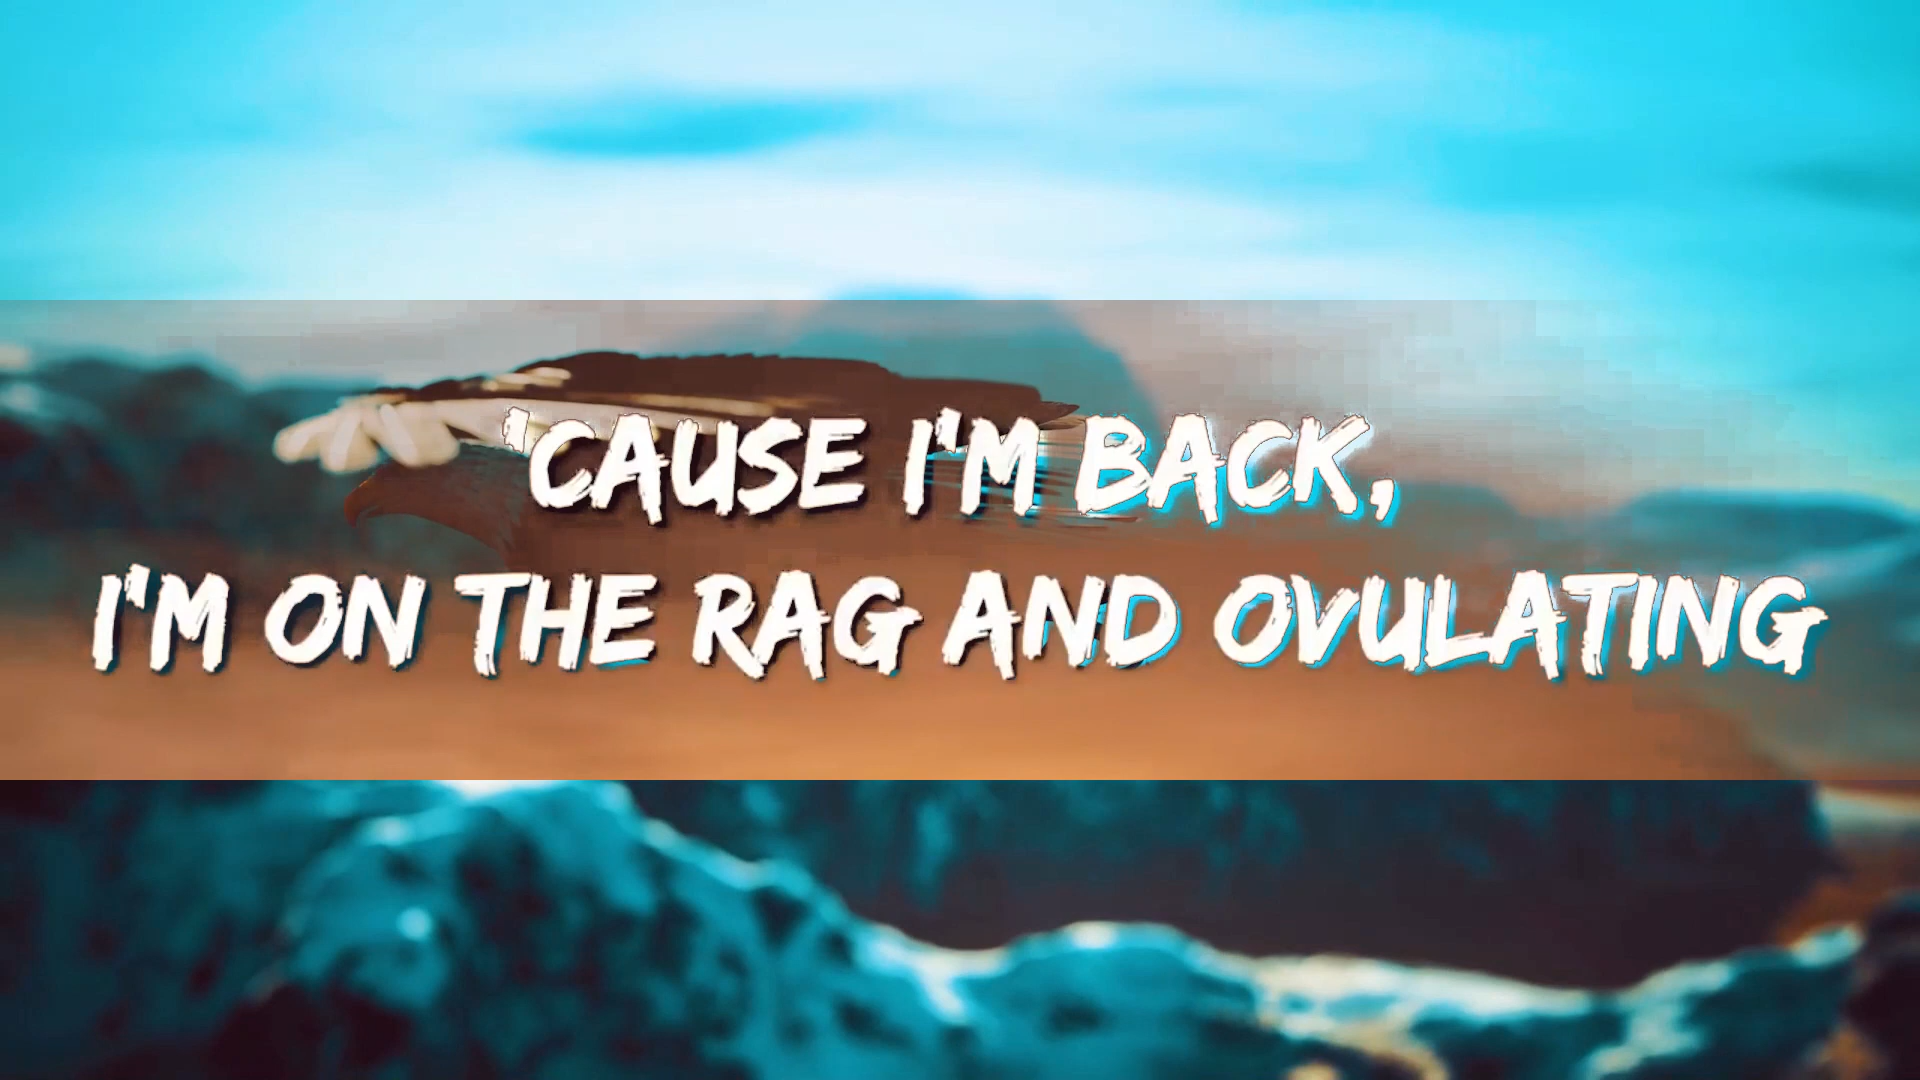 'CAUSE I'M BACK,
I'M ON THE RAG AND OVULATING